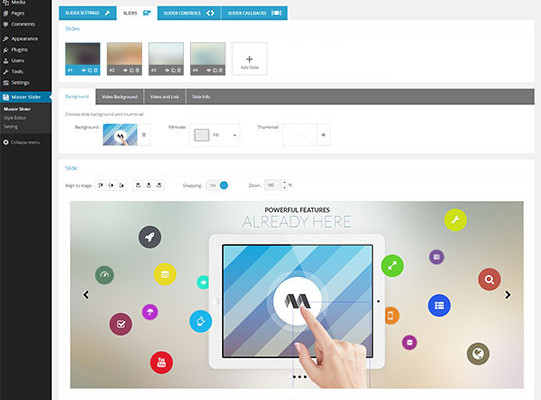 Media
Pages
Comments
Appearance
Plugins
Users
Tools
Settings
Master Slider
Master Slider
Style Editor
Setting
Collapse menu
SLIDER SETTINGS
SLIDES
SLIDER CONTROLS
SLIDER CALLBACKS
Slides
#1
#2
#3
#4
Add Slide
Background
Video Background
Video and Link
Slide Info
Choose slide background and thumbnail
Background:
Fillmode:
Fill
Thumbnail:
Slide
Align to stage:
Snapping:
ON
Zoom:
100
%
POWERFUL FEATURES
ALREADY HERE
You
Tube